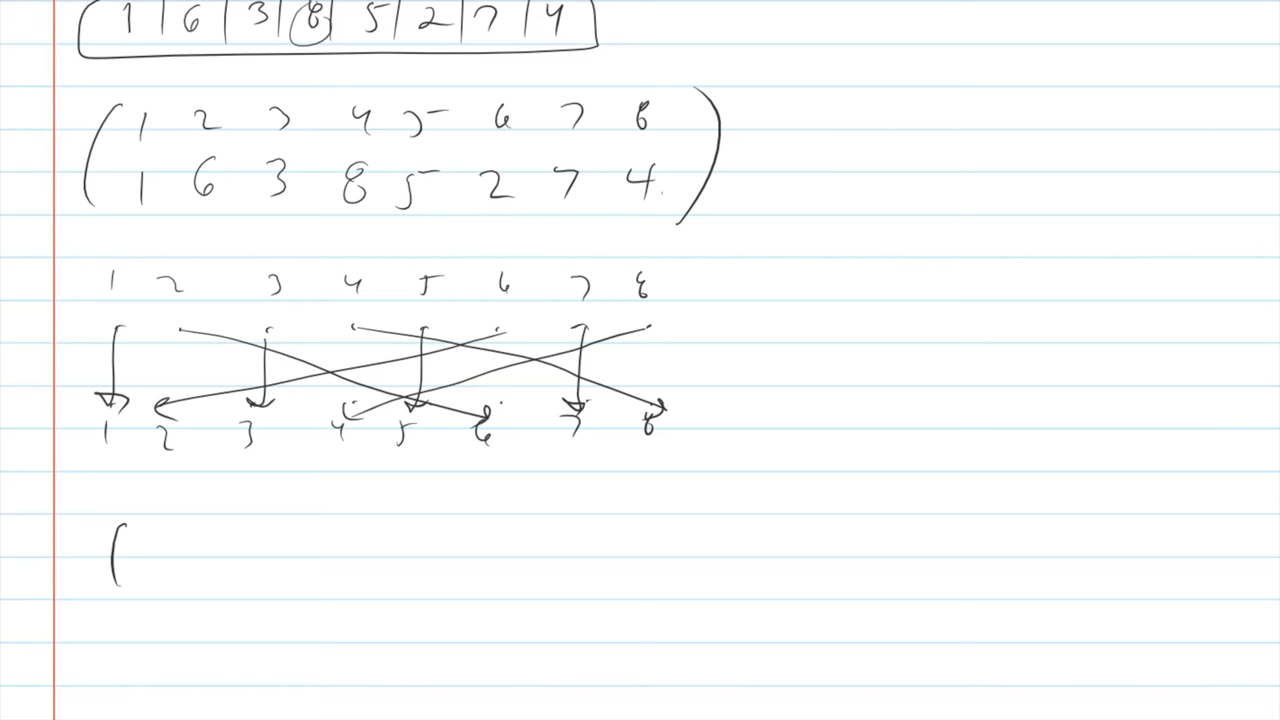 1 | 6 | 3 | 8 | 5 | 2 | 7 | 4
( 1 2 3 4 5 6 7 8
1 6 3 8 5 2 7 4 )
1 2 3 4 5 6 7 8
1 2 3 4 5 6 7 8
(